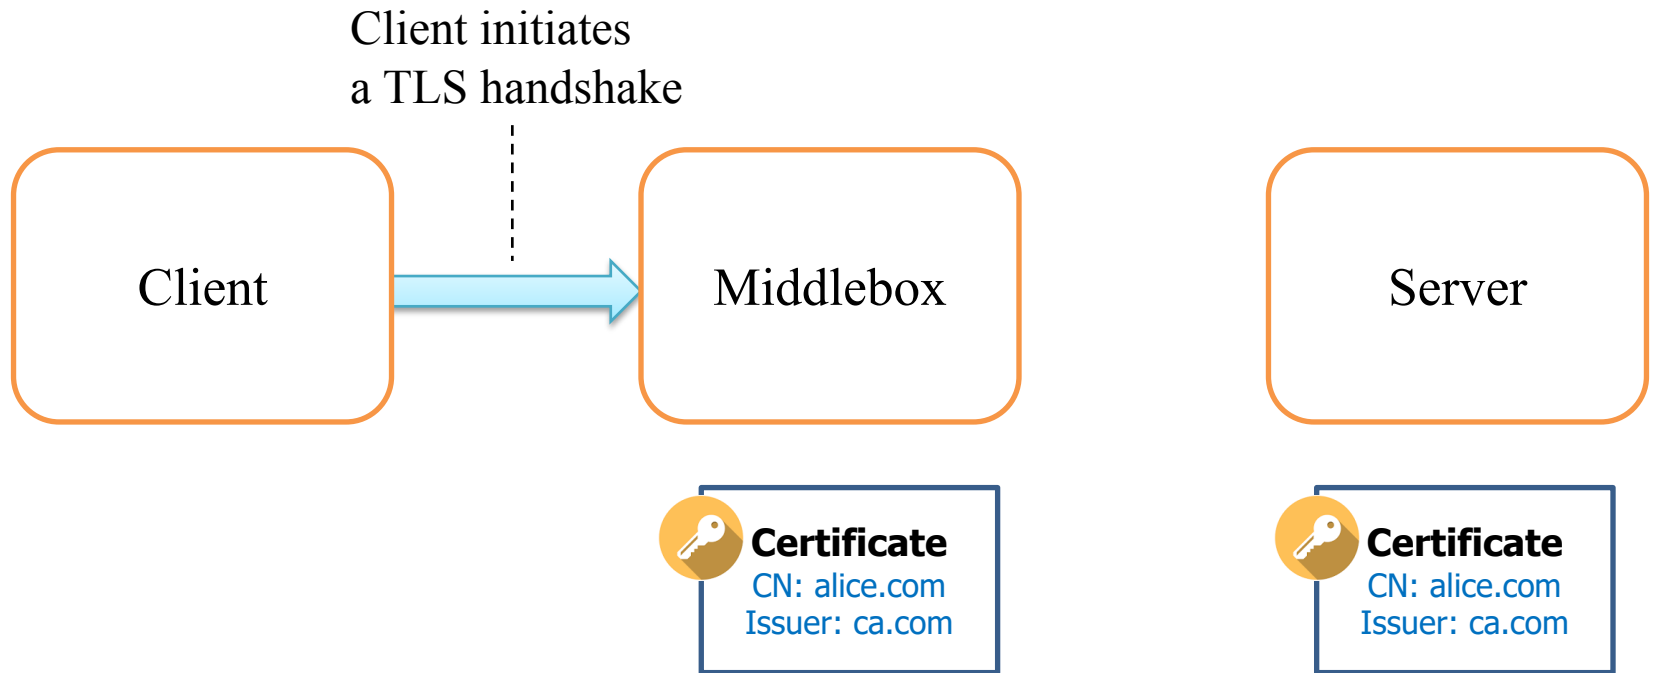 Client initiates
a TLS handshake
Client
Middlebox
Server
Certificate
CN: alice.com
Issuer: ca.com
Certificate
CN: alice.com
Issuer: ca.com